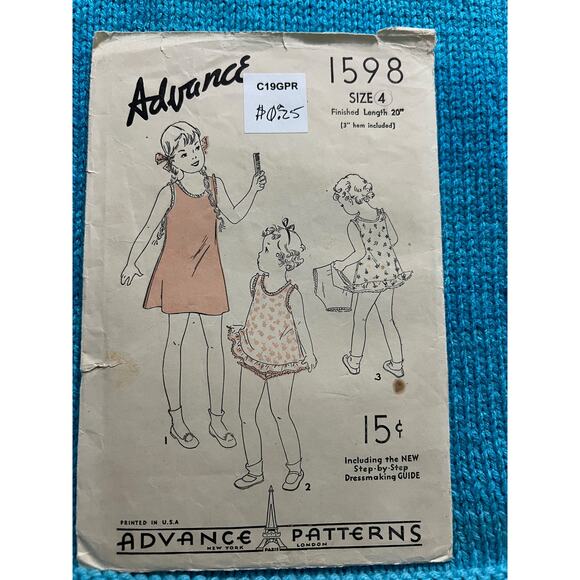 Advance
C19GPR
$0.25
1598
SIZE 4
Finished Length 20"
(3" hem included)
1
2
3
15¢
Including the NEW
Step-by-Step
Dressmaking GUIDE
PRINTED IN U.S.A
ADVANCE PATTERNS
NEW YORK PARIS LONDON